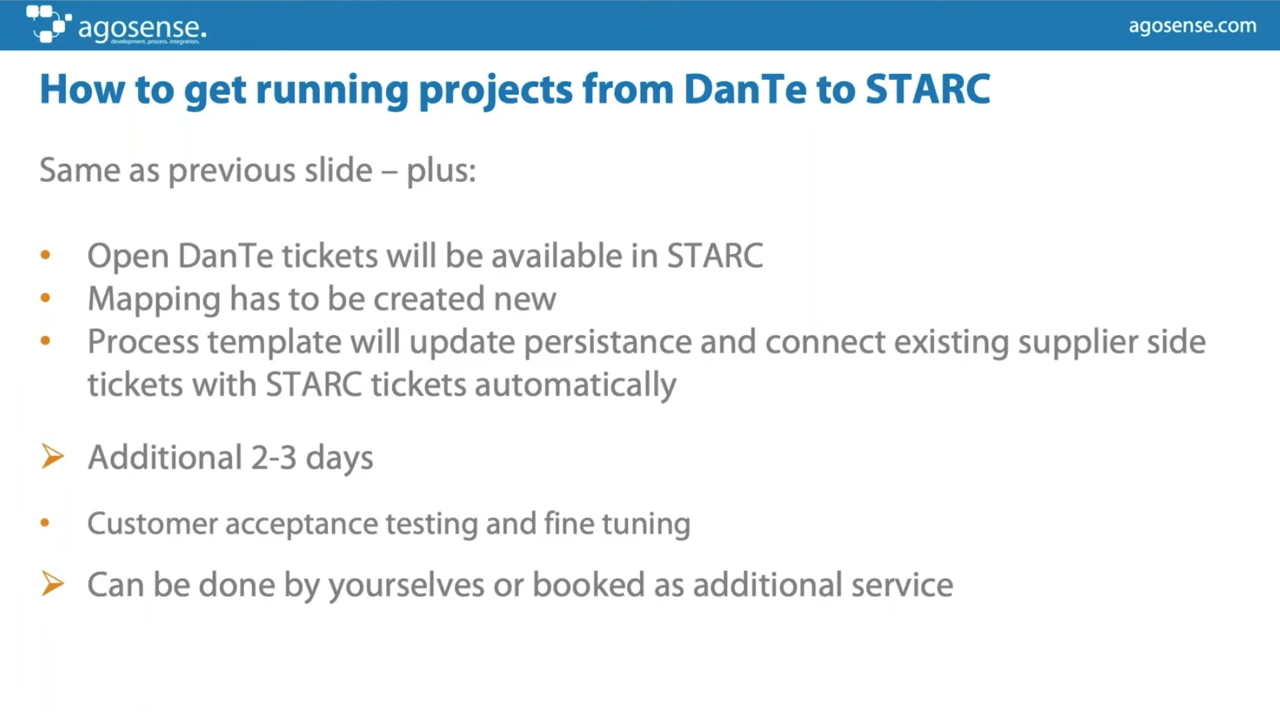 agosense.
development, process, integration.
agosense.com
How to get running projects from DanTe to STARC
Same as previous slide – plus:
• Open DanTe tickets will be available in STARC
• Mapping has to be created new
• Process template will update persistance and connect existing supplier side
tickets with STARC tickets automatically
➢ Additional 2-3 days
• Customer acceptance testing and fine tuning
➢ Can be done by yourselves or booked as additional service